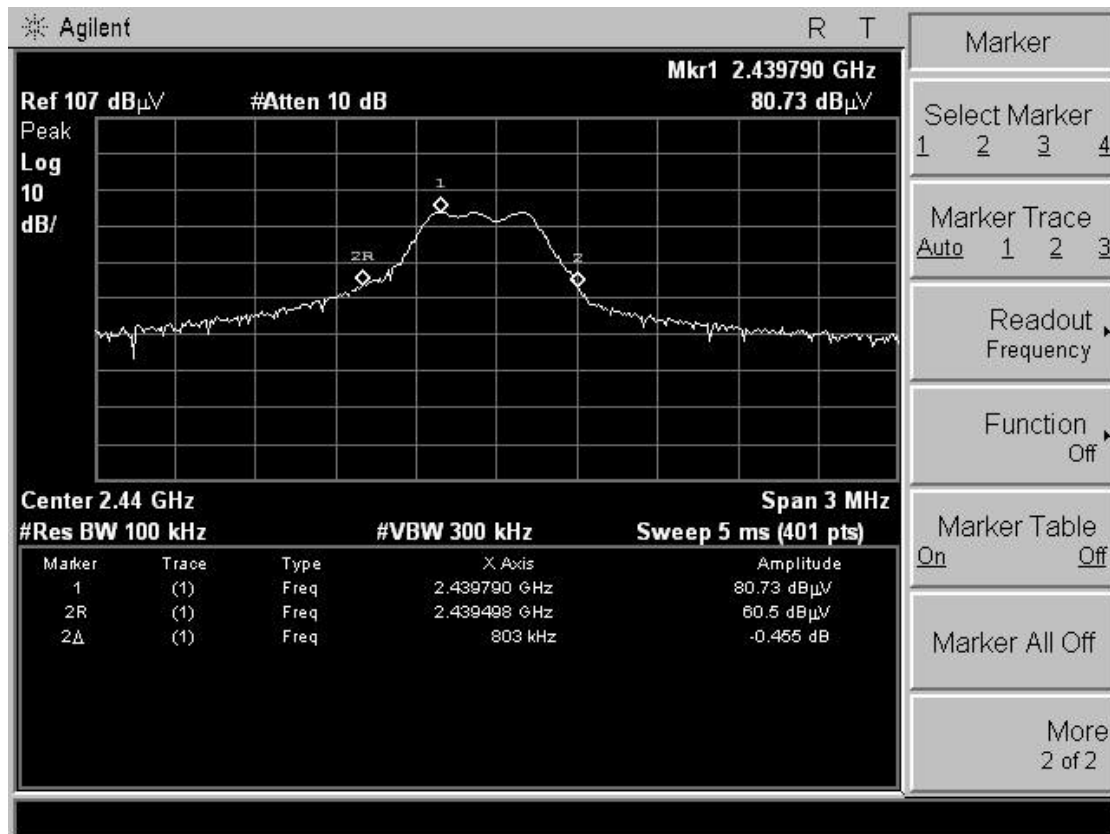 Agilent R T
Mkr1 2.439790 GHz
Ref 107 dBμV #Atten 10 dB 80.73 dBμV
Peak
Log
10
dB/
1
2R
2
Center 2.44 GHz Span 3 MHz
#Res BW 100 kHz #VBW 300 kHz Sweep 5 ms (401 pts)
Marker Trace Type X Axis Amplitude
1 (1) Freq 2.439790 GHz 80.73 dBμV
2R (1) Freq 2.439498 GHz 60.5 dBμV
2Δ (1) Freq 803 kHz -0.455 dB
Marker
Select Marker
1 2 3 4
Marker Trace
Auto 1 2 3
Readout
Frequency
Function
Off
Marker Table
On Off
Marker All Off
More
2 of 2